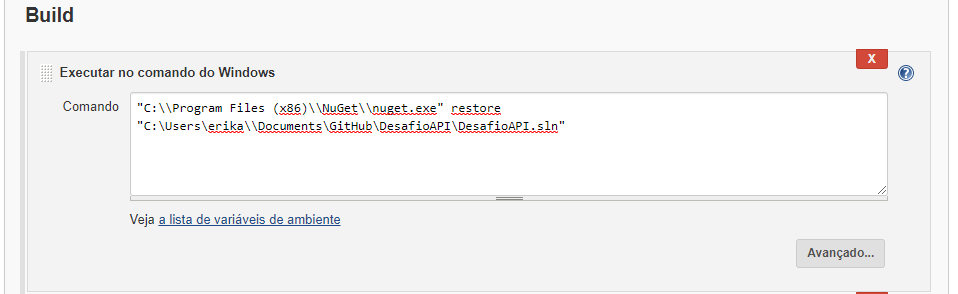 Build
X
Executar no comando do Windows
?
Comando
"C:\\Program Files (x86)\\NuGet\\nuget.exe" restore
"C:\Users\erika\\Documents\GitHub\DesafioAPI\DesafioAPI.sln"
Veja a lista de variáveis de ambiente
Avançado...